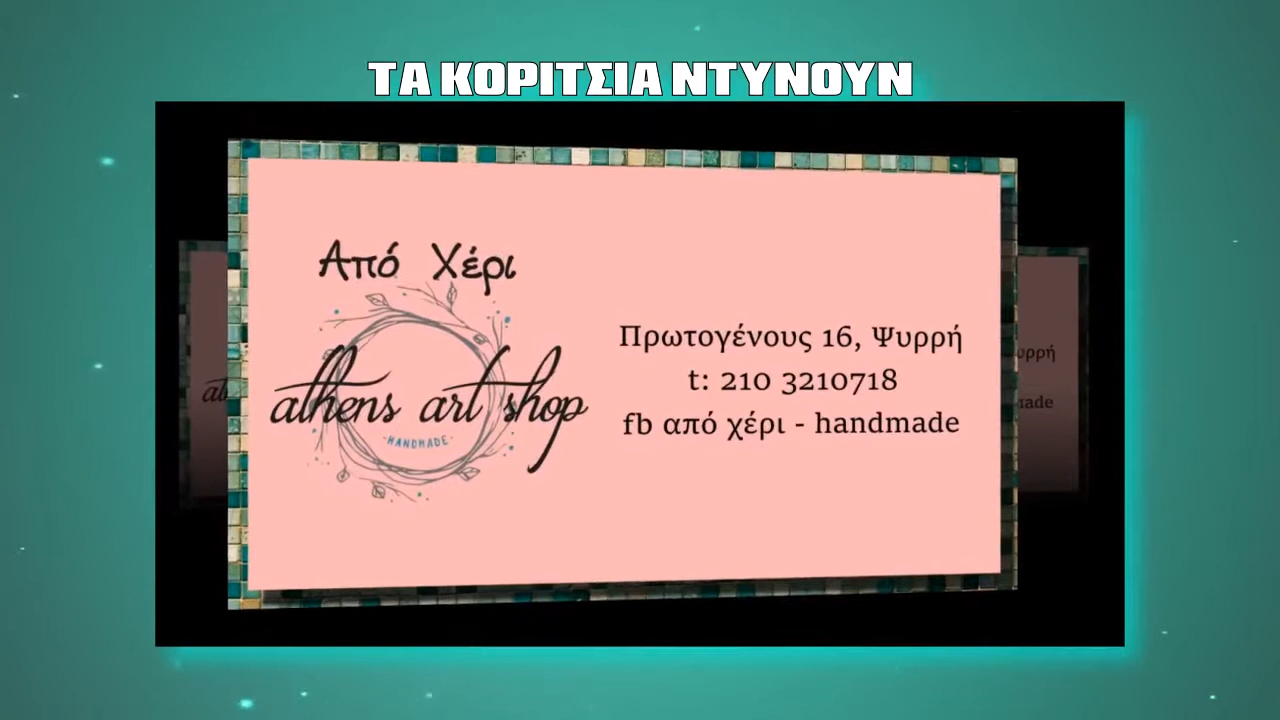 ΤΑ ΚΟΡΙΤΣΙΑ ΝΤΥΝΟΥΝ
Από Χέρι
athens art shop
·HANDMADE·
Πρωτογένους 16, Ψυρρή
t: 210 3210718
fb από χέρι - handmade